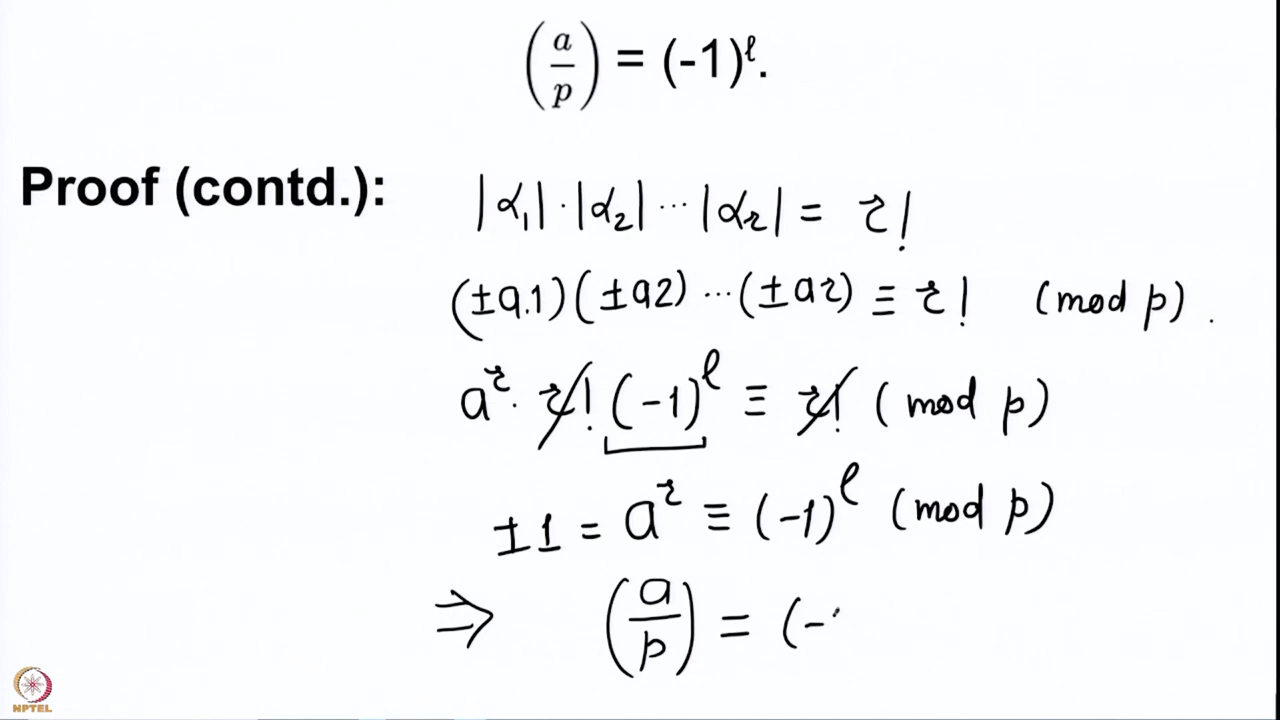 (a/p) = (-1)^ℓ.
Proof (contd.):
|α₁|·|α₂|···|αᵣ| = r!
(±a.1)(±a2)···(±ar) ≡ r! (mod p).
a^r · r! (-1)^ℓ ≡ r! (mod p)
±1 = a^r ≡ (-1)^ℓ (mod p)
⇒ (a/p) = (-
NPTEL